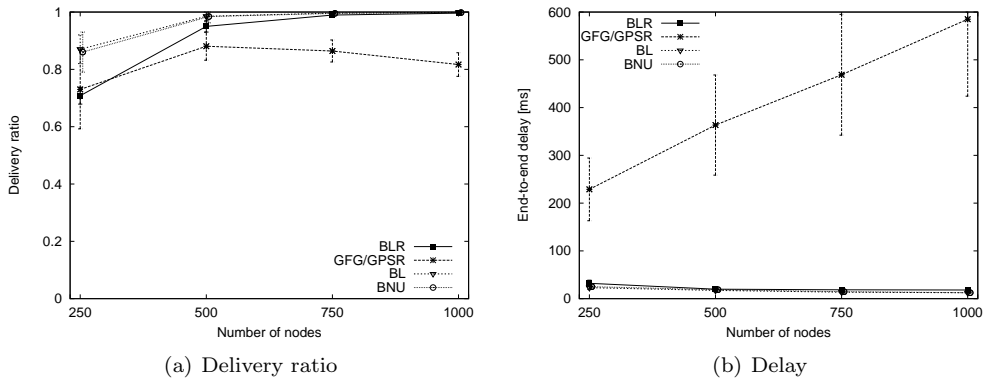 1
0.8
0.6
0.4
0.2
0
250
500
750
1000
Delivery ratio
Number of nodes
BLR
GFG/GPSR
BL
BNU
(a) Delivery ratio
600
500
400
300
200
100
0
250
500
750
1000
End-to-end delay [ms]
Number of nodes
BLR
GFG/GPSR
BL
BNU
(b) Delay